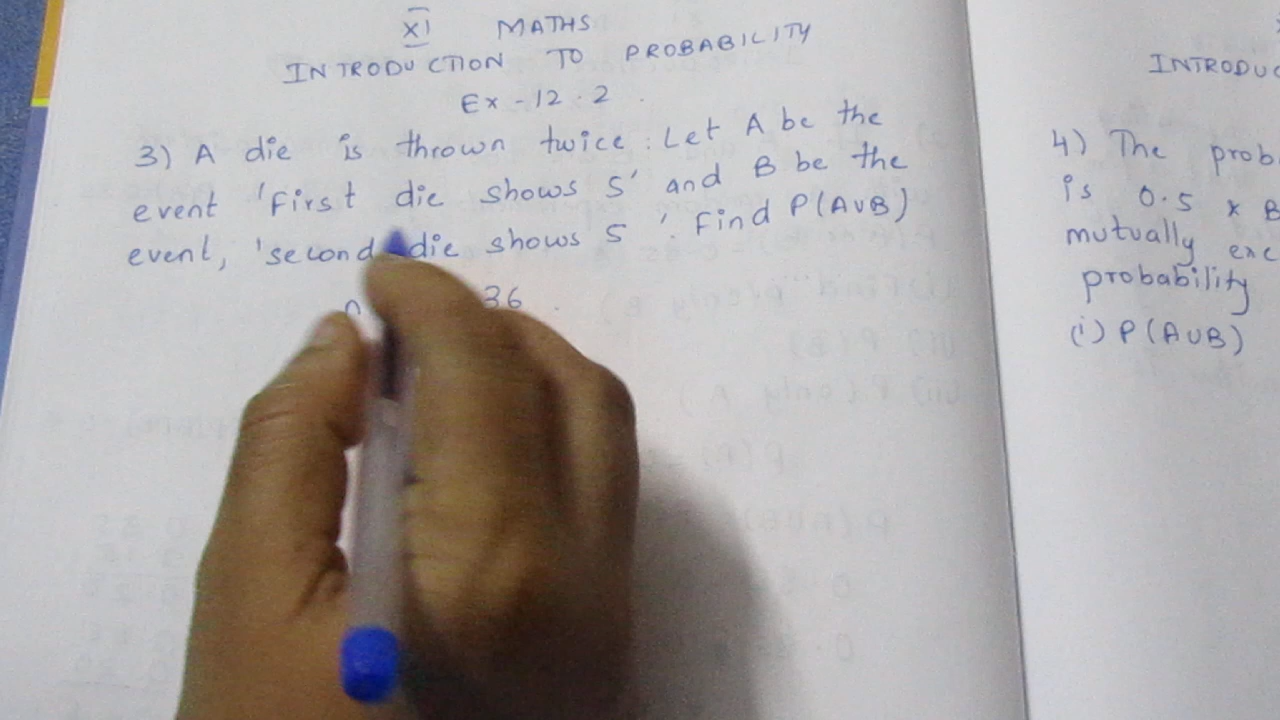 XI MATHS
INTRODUCTION TO PROBABILITY
Ex - 12.2
3) A die is thrown twice. Let A be the
event 'First die shows 5' and B be the
event, 'second die shows 5'. Find P(A∪B)
36
INTRODUC
4) The prob
is 0.5 x B
mutually exc
probability
(i) P(A∪B)